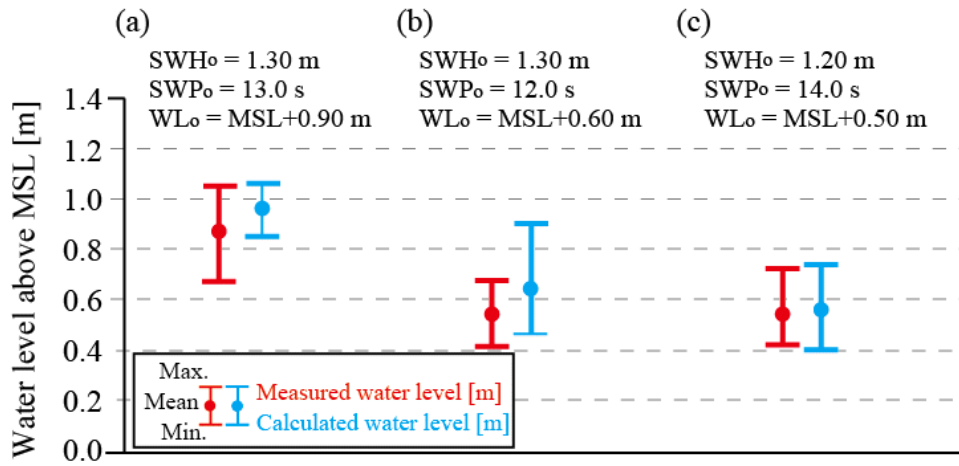 (a)
SWHo = 1.30 m
SWPo = 13.0 s
WLo = MSL+0.90 m
(b)
SWHo = 1.30 m
SWPo = 12.0 s
WLo = MSL+0.60 m
(c)
SWHo = 1.20 m
SWPo = 14.0 s
WLo = MSL+0.50 m
Water level above MSL [m]
1.4
1.2
1.0
0.8
0.6
0.4
0.2
0.0
Max.
Mean
Min.
Measured water level [m]
Calculated water level [m]